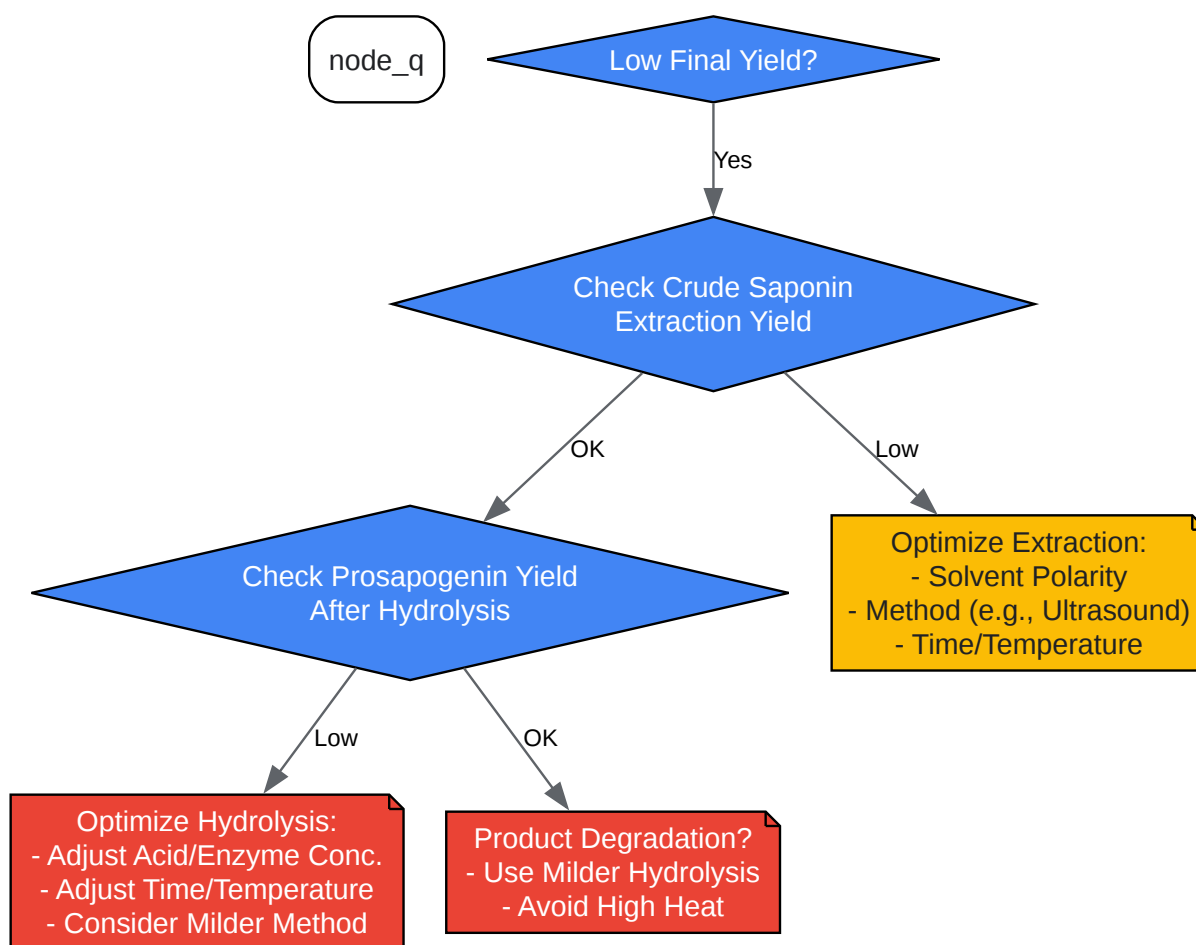 node_q
Low Final Yield?
Yes
Check Crude Saponin
Extraction Yield
OK
Low
Check Prosapogenin Yield
After Hydrolysis
Optimize Extraction:
- Solvent Polarity
- Method (e.g., Ultrasound)
- Time/Temperature
Low
OK
Optimize Hydrolysis:
- Adjust Acid/Enzyme Conc.
- Adjust Time/Temperature
- Consider Milder Method
Product Degradation?
- Use Milder Hydrolysis
- Avoid High Heat